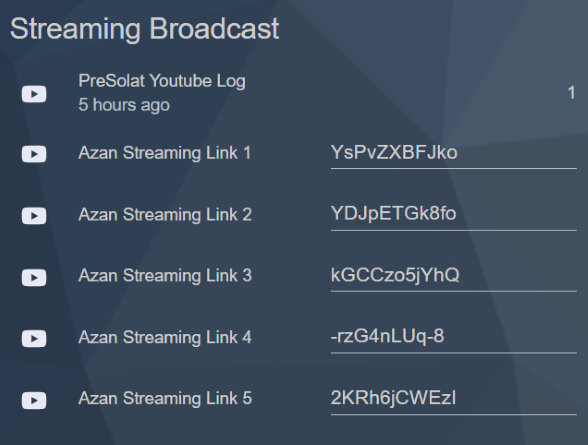 Streaming Broadcast
PreSolat Youtube Log
5 hours ago
1
Azan Streaming Link 1
YsPvZXBFJko
Azan Streaming Link 2
YDJpETGk8fo
Azan Streaming Link 3
kGCCzo5jYhQ
Azan Streaming Link 4
-rzG4nLUq-8
Azan Streaming Link 5
2KRh6jCWEzI